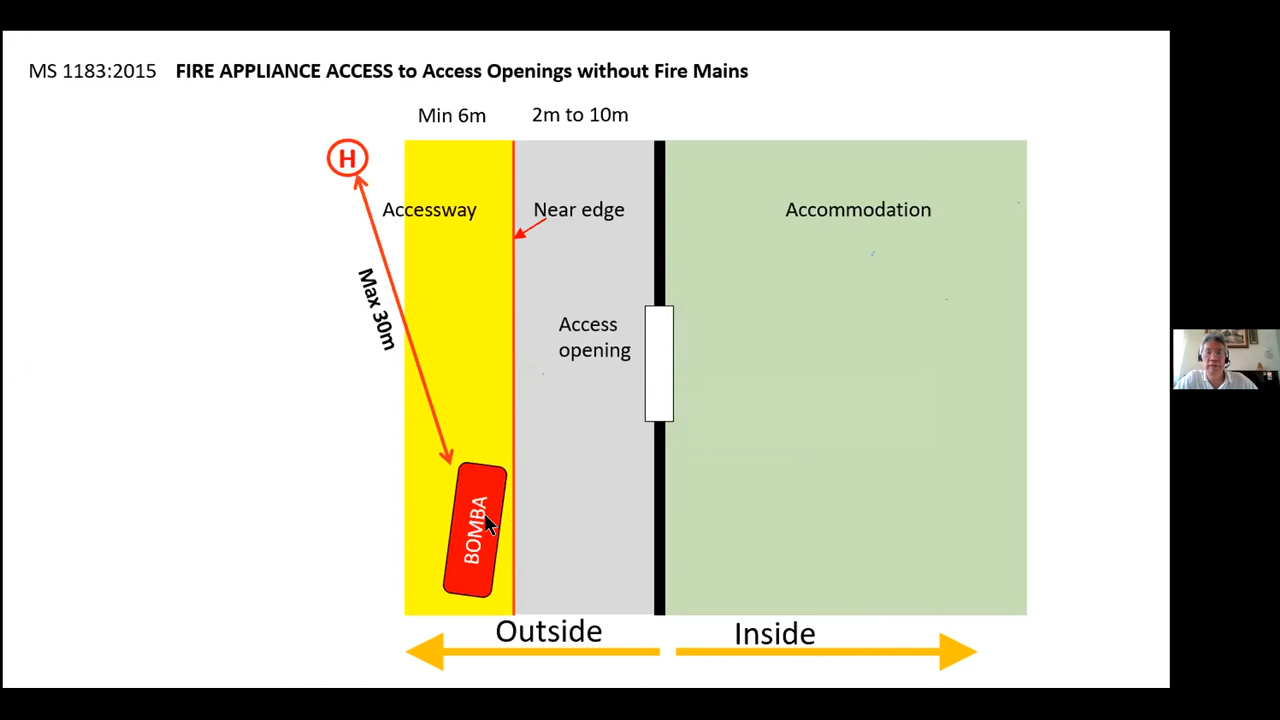 MS 1183:2015 FIRE APPLIANCE ACCESS to Access Openings without Fire Mains
Min 6m 2m to 10m
H
Accessway Near edge Accommodation
Max 30m
Access
opening
BOMBA
Outside Inside